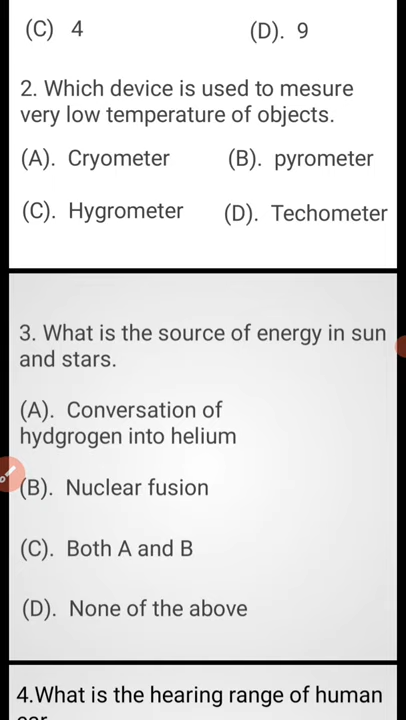 (C) 4 (D). 9
2. Which device is used to mesure
very low temperature of objects.
(A). Cryometer (B). pyrometer
(C). Hygrometer (D). Techometer
3. What is the source of energy in sun
and stars.
(A). Conversation of
hydgrogen into helium
(B). Nuclear fusion
(C). Both A and B
(D). None of the above
4.What is the hearing range of human